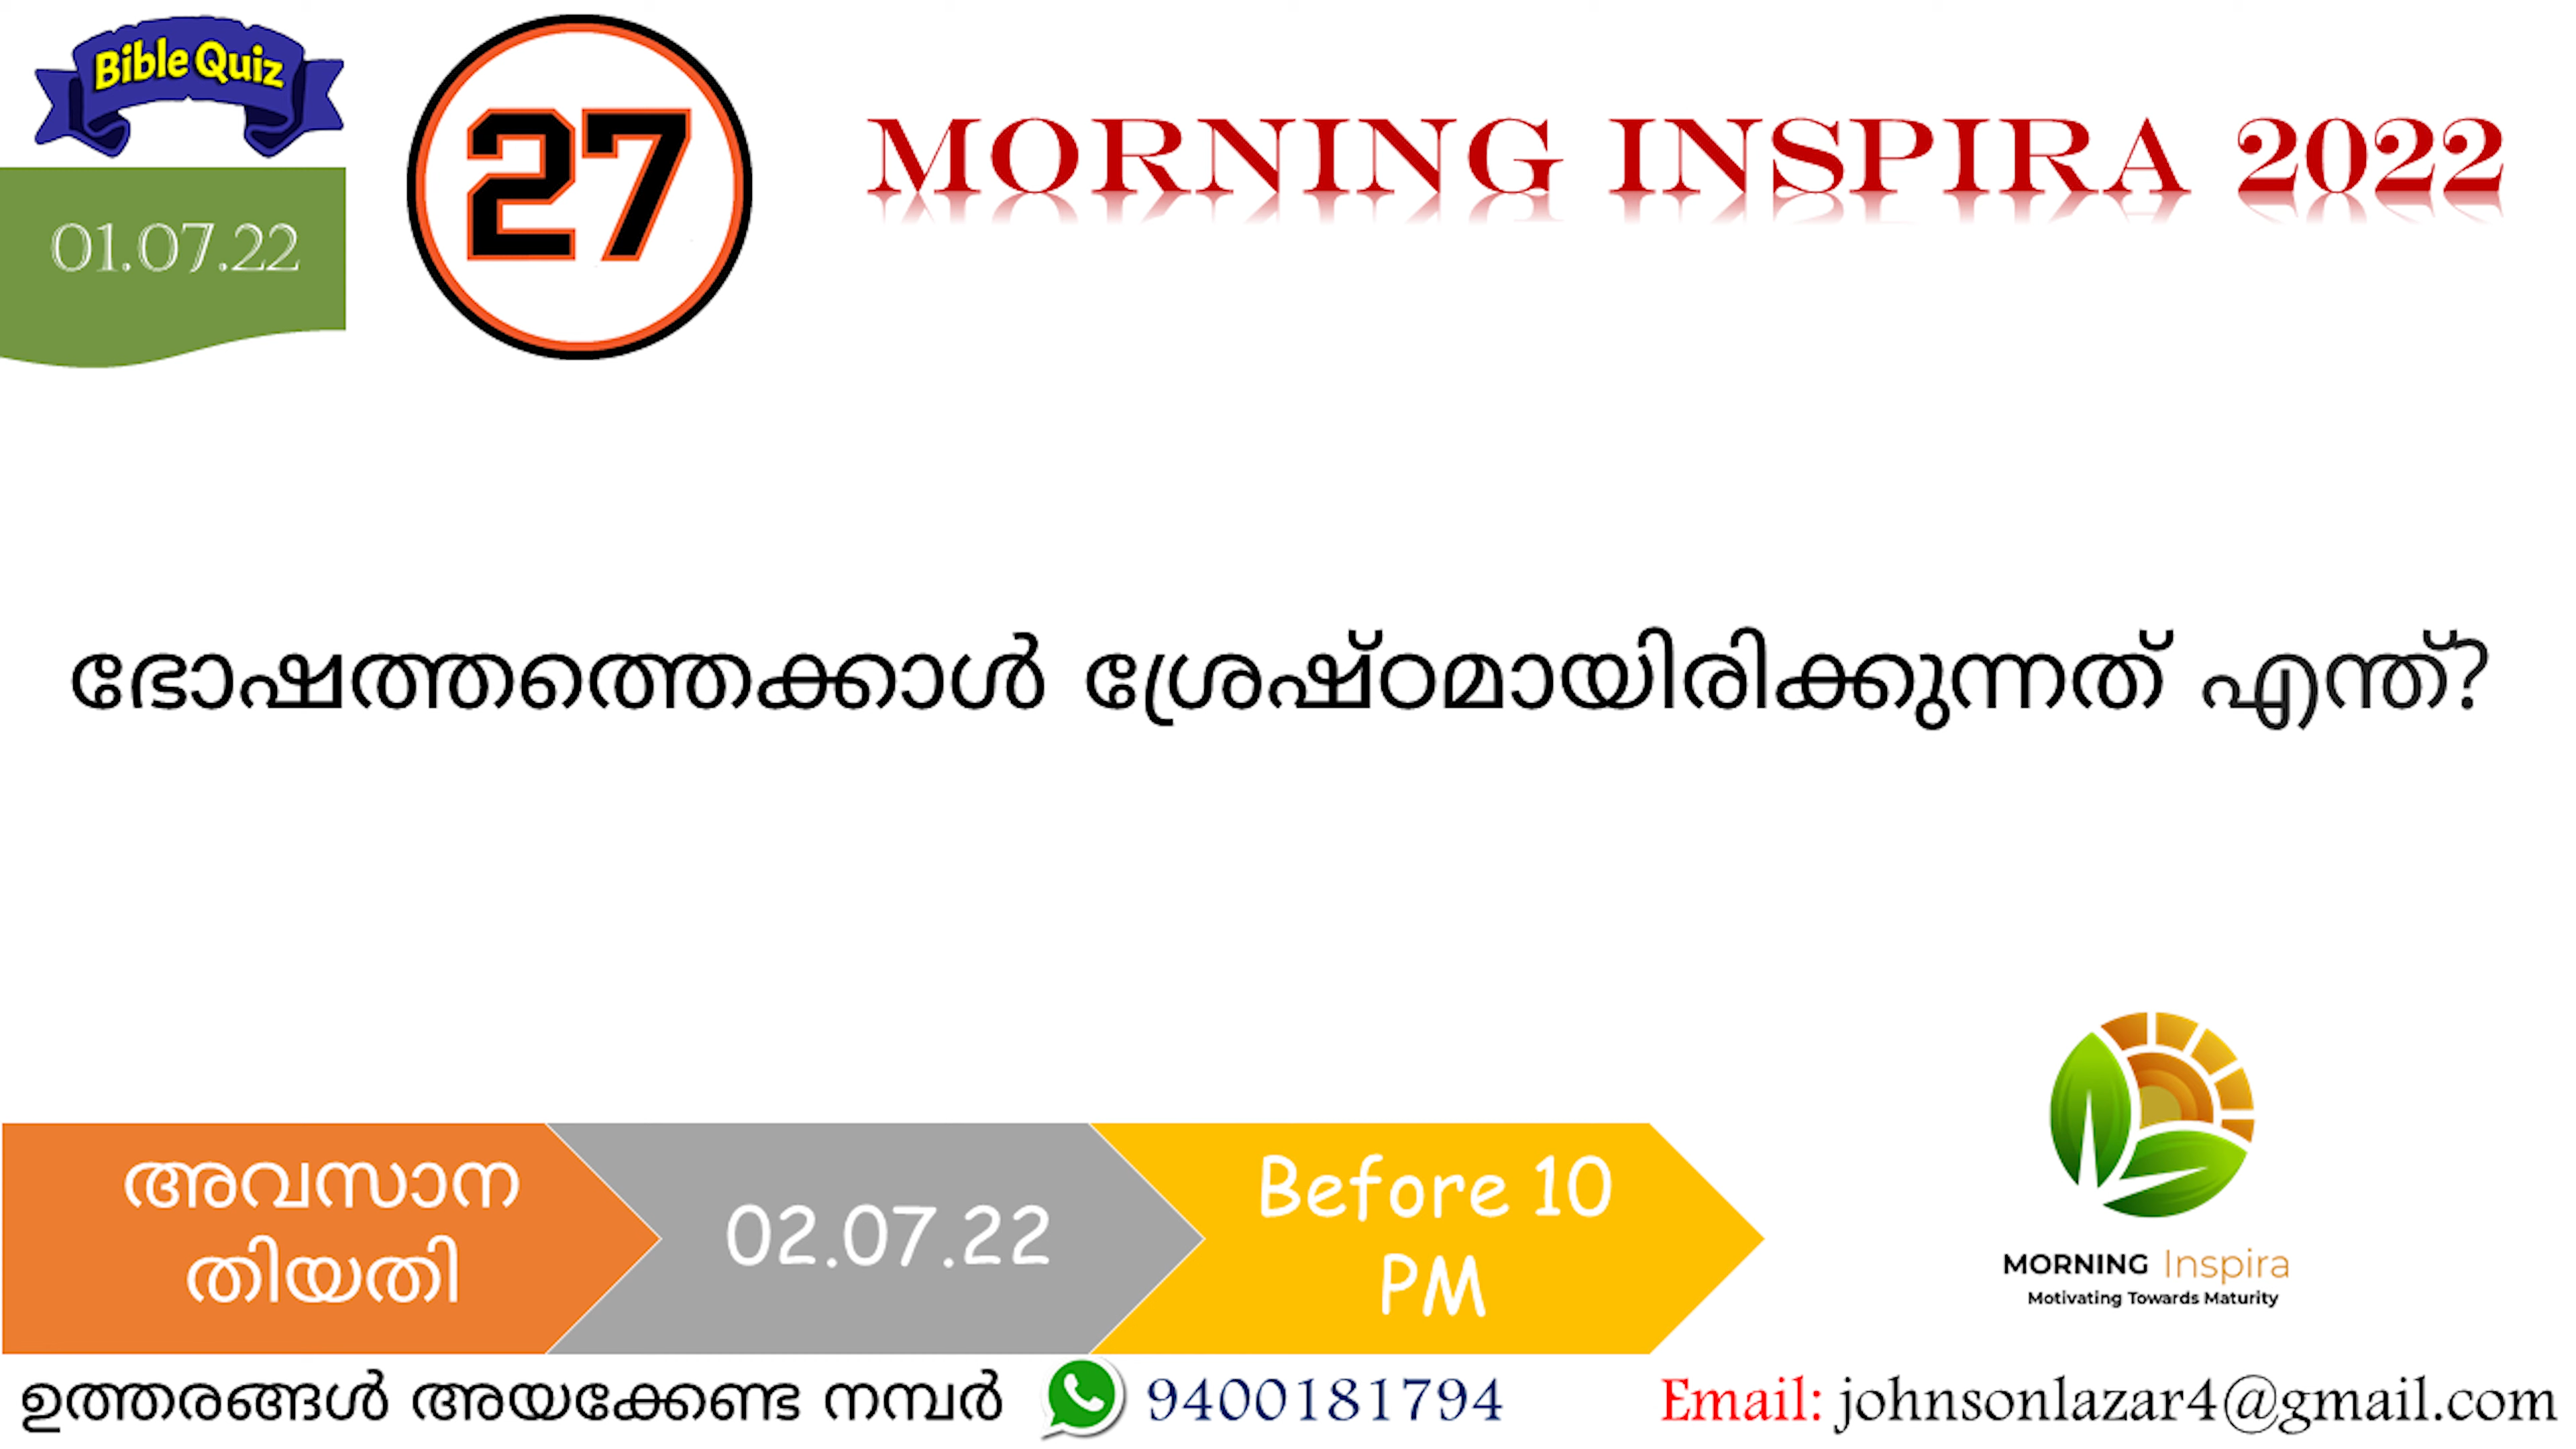 Bible Quiz
01.07.22
27
MORNING INSPIRA 2022
ഭോഷത്തത്തെക്കാൾ ശ്രേഷ്ഠമായിരിക്കുന്നത് എന്ത്?
അവസാന
തിയതി
02.07.22
Before 10
PM
MORNING Inspira
Motivating Towards Maturity
ഉത്തരങ്ങൾ അയക്കേണ്ട നമ്പർ 9400181794 Email: johnsonlazar4@gmail.com